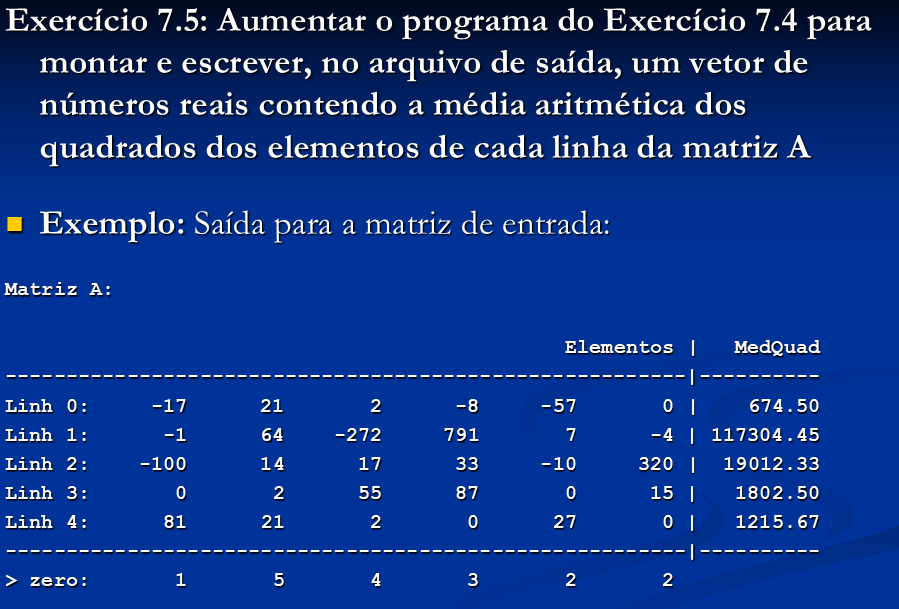 Exercício 7.5: Aumentar o programa do Exercício 7.4 para
montar e escrever, no arquivo de saída, um vetor de
números reais contendo a média aritmética dos
quadrados dos elementos de cada linha da matriz A
Exemplo: Saída para a matriz de entrada:
Matriz A:
Elementos | MedQuad
--------------------------------------------------------|----------
Linh 0: -17 21 2 -8 -57 0 | 674.50
Linh 1: -1 64 -272 791 7 -4 | 117304.45
Linh 2: -100 14 17 33 -10 320 | 19012.33
Linh 3: 0 2 55 87 0 15 | 1802.50
Linh 4: 81 21 2 0 27 0 | 1215.67
--------------------------------------------------------|----------
> zero: 1 5 4 3 2 2